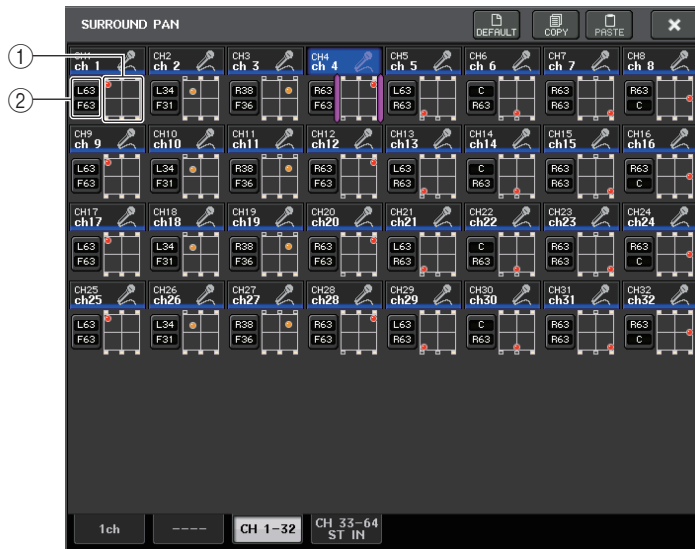 SURROUND PAN
DEFAULT COPY PASTE
1
2
CH1 CH2 CH3 CH4 CH5 CH6 CH7 CH8
ch 1 ch 2 ch 3 ch 4 ch 5 ch 6 ch 7 ch 8
L63 L34 R38 R63 L63 C R63 R63
F63 F31 F36 F63 R63 R63 R63 C
CH9 CH10 CH11 CH12 CH13 CH14 CH15 CH16
ch 9 ch10 ch11 ch12 ch13 ch14 ch15 ch16
L63 L34 R38 R63 L63 C R63 R63
F63 F31 F36 F63 R63 R63 R63 C
CH17 CH18 CH19 CH20 CH21 CH22 CH23 CH24
ch17 ch18 ch19 ch20 ch21 ch22 ch23 ch24
L63 L34 R38 R63 L63 C R63 R63
F63 F31 F36 F63 R63 R63 R63 C
CH25 CH26 CH27 CH28 CH29 CH30 CH31 CH32
ch25 ch26 ch27 ch28 ch29 ch30 ch31 ch32
L63 L34 R38 R63 L63 C R63 R63
F63 F31 F36 F63 R63 R63 R63 C
1ch ---- CH 1-32 CH 33-64
ST IN